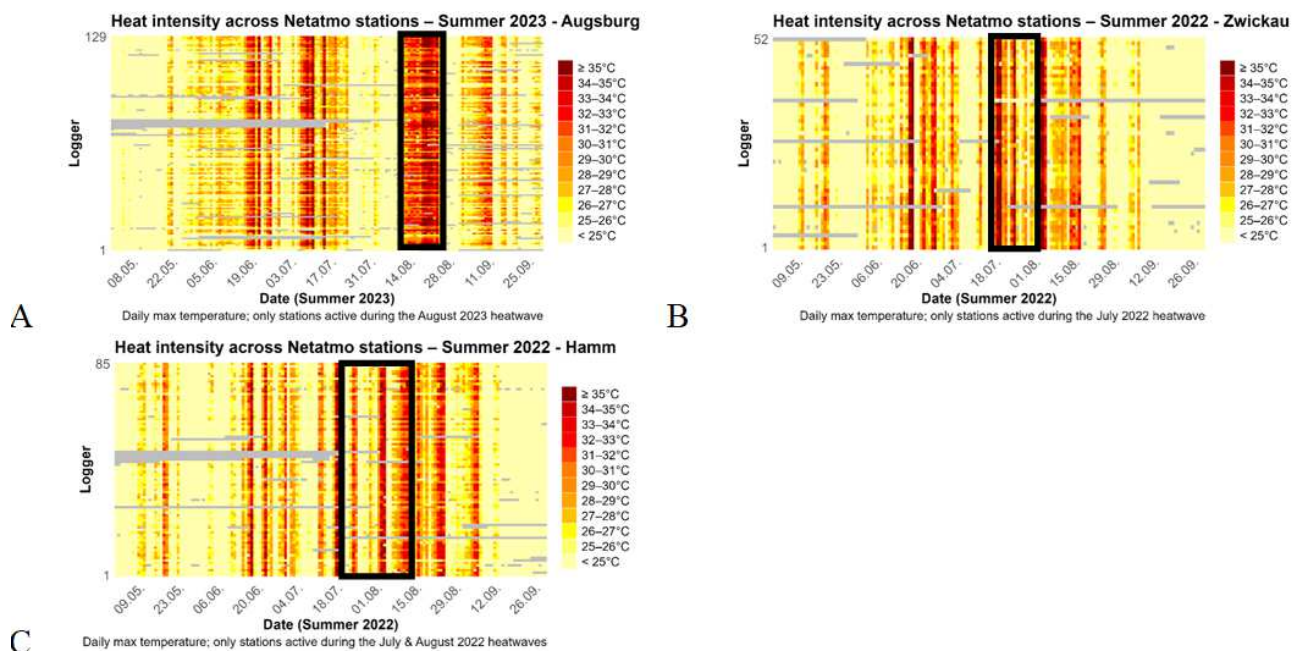 Heat intensity across Netatmo stations – Summer 2023 - Augsburg
129
Logger
1
08.05. 22.05. 05.06. 19.06. 03.07. 17.07. 31.07. 14.08. 28.08. 11.09. 25.09.
Date (Summer 2023)
Daily max temperature; only stations active during the August 2023 heatwave
≥ 35°C
34–35°C
33–34°C
32–33°C
31–32°C
30–31°C
29–30°C
28–29°C
27–28°C
26–27°C
25–26°C
< 25°C
A
Heat intensity across Netatmo stations – Summer 2022 - Zwickau
52
Logger
1
09.05. 23.05. 06.06. 20.06. 04.07. 18.07. 01.08. 15.08. 29.08. 12.09. 26.09.
Date (Summer 2022)
Daily max temperature; only stations active during the July 2022 heatwave
≥ 35°C
34–35°C
33–34°C
32–33°C
31–32°C
30–31°C
29–30°C
28–29°C
27–28°C
26–27°C
25–26°C
< 25°C
B
Heat intensity across Netatmo stations – Summer 2022 - Hamm
85
Logger
1
09.05. 23.05. 06.06. 20.06. 04.07. 18.07. 01.08. 15.08. 29.08. 12.09. 26.09.
Date (Summer 2022)
Daily max temperature; only stations active during the July & August 2022 heatwaves
≥ 35°C
34–35°C
33–34°C
32–33°C
31–32°C
30–31°C
29–30°C
28–29°C
27–28°C
26–27°C
25–26°C
< 25°C
C